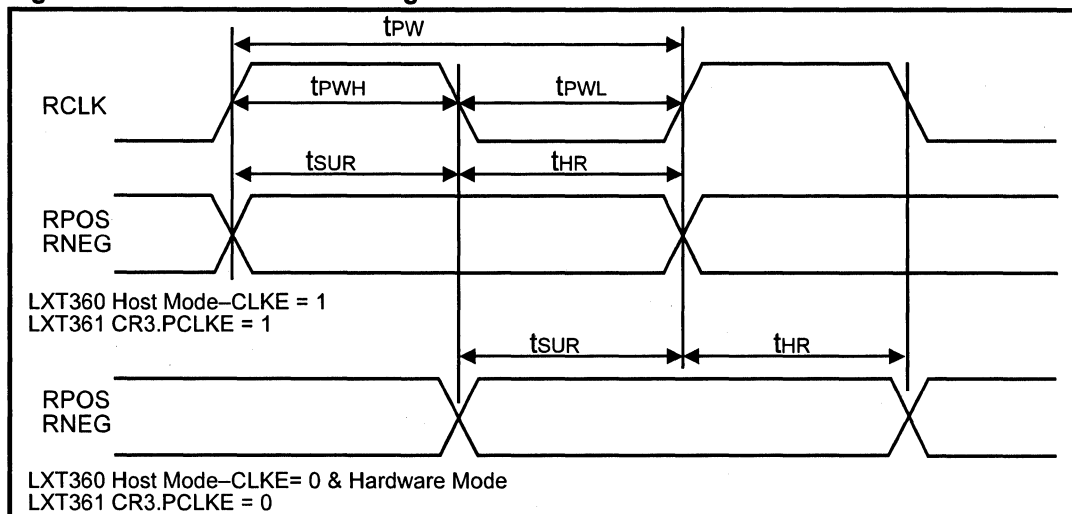 tPW
RCLK
tPWH
tPWL
tSUR
tHR
RPOS
RNEG
LXT360 Host Mode–CLKE = 1
LXT361 CR3.PCLKE = 1
tSUR
tHR
RPOS
RNEG
LXT360 Host Mode–CLKE= 0 & Hardware Mode
LXT361 CR3.PCLKE = 0